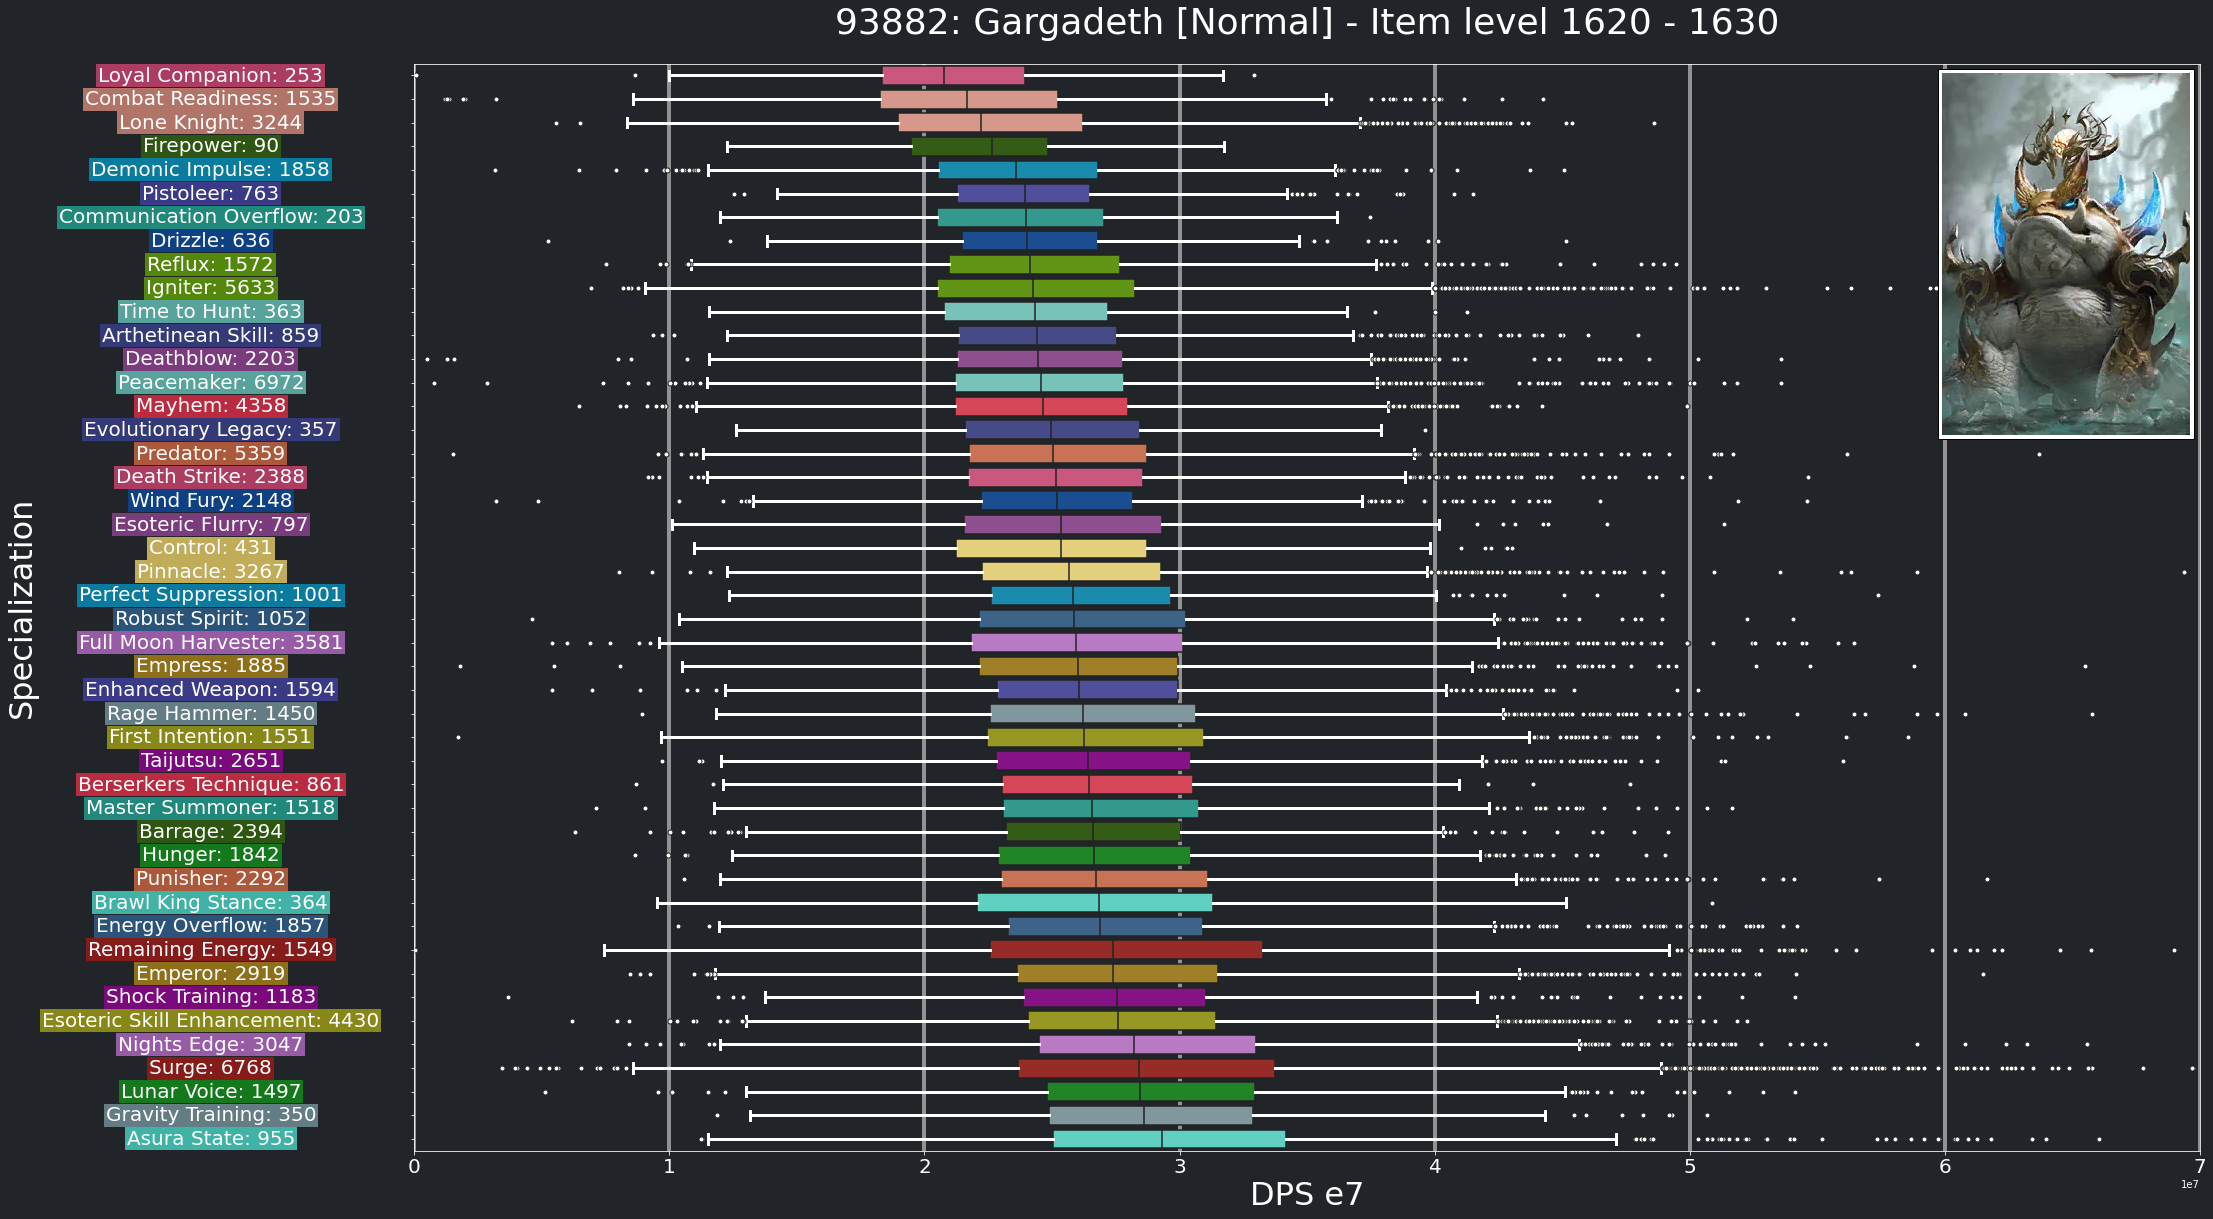 93882: Gargadeth [Normal] - Item level 1620 - 1630
Loyal Companion: 253
Combat Readiness: 1535
Lone Knight: 3244
Firepower: 90
Demonic Impulse: 1858
Pistoleer: 763
Communication Overflow: 203
Drizzle: 636
Reflux: 1572
Igniter: 5633
Time to Hunt: 363
Arthetinean Skill: 859
Deathblow: 2203
Peacemaker: 6972
Mayhem: 4358
Evolutionary Legacy: 357
Predator: 5359
Death Strike: 2388
Wind Fury: 2148
Esoteric Flurry: 797
Control: 431
Pinnacle: 3267
Perfect Suppression: 1001
Robust Spirit: 1052
Full Moon Harvester: 3581
Empress: 1885
Enhanced Weapon: 1594
Rage Hammer: 1450
First Intention: 1551
Taijutsu: 2651
Berserkers Technique: 861
Master Summoner: 1518
Barrage: 2394
Hunger: 1842
Punisher: 2292
Brawl King Stance: 364
Energy Overflow: 1857
Remaining Energy: 1549
Emperor: 2919
Shock Training: 1183
Esoteric Skill Enhancement: 4430
Nights Edge: 3047
Surge: 6768
Lunar Voice: 1497
Gravity Training: 350
Asura State: 955
Specialization
0 1 2 3 4 5 6 7
1e7
DPS e7